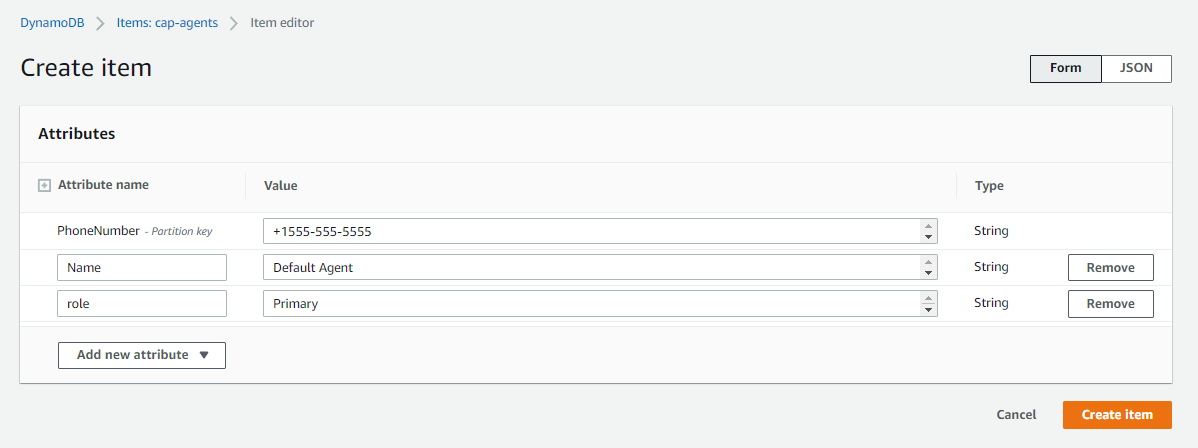 DynamoDB > Items: cap-agents > Item editor
Create item
Form JSON
Attributes
Attribute name Value Type
PhoneNumber - Partition key +1555-555-5555 String
Name Default Agent String Remove
role Primary String Remove
Add new attribute
Cancel Create item